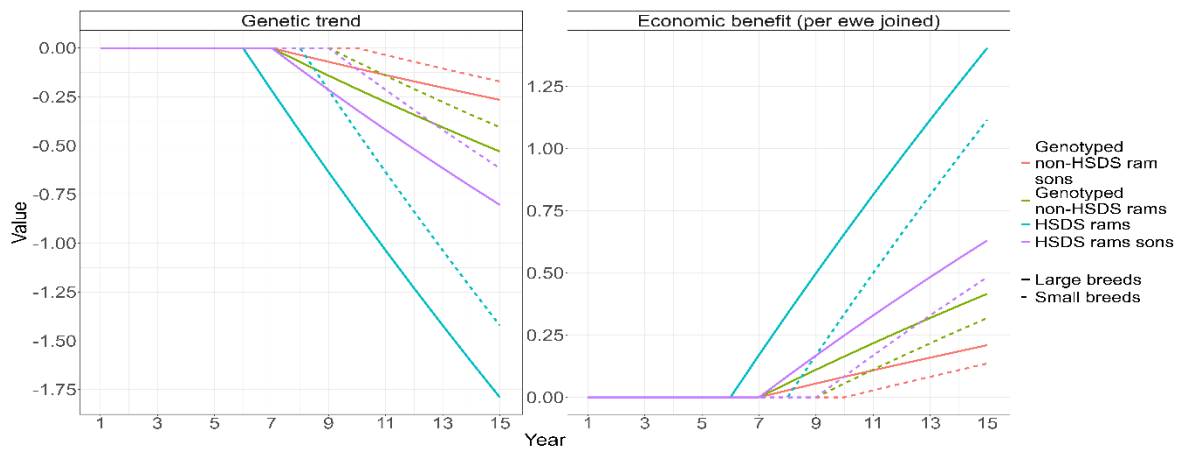 Genetic trend
Economic benefit (per ewe joined)
Value
0.00
-0.25
-0.50
-0.75
-1.00
-1.25
-1.50
-1.75
1 3 5 7 9 11 13 15
1.25
1.00
0.75
0.50
0.25
0.00
1 3 5 7 9 11 13 15
Year
Genotyped
non-HSDS ram
sons
Genotyped
non-HSDS rams
HSDS rams
HSDS rams sons
Large breeds
Small breeds